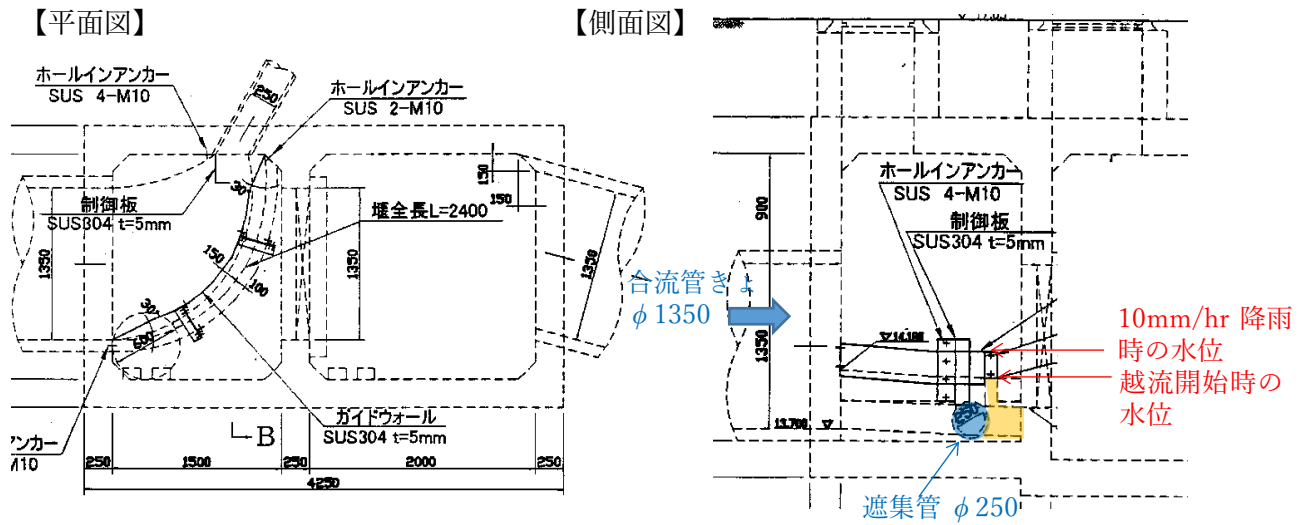 【平面図】
ホールインアンカー
SUS 4-M10
250
ホールインアンカー
SUS 2-M10
30°
制御板
SUS304 t=5mm
堰全長L=2400
150
150
1350
150
100
1350
1350
30°
650
ガイドウォール
SUS304 t=5mm
アンカー
M10
B
250
1500
250
2000
250
4250
【側面図】
ホールインアンカー
SUS 4-M10
900
制御板
SUS304 t=5mm
合流管きょ
φ1350
1350
14.180
10mm/hr 降雨
時の水位
越流開始時の
水位
250
13.700
遮集管 φ250